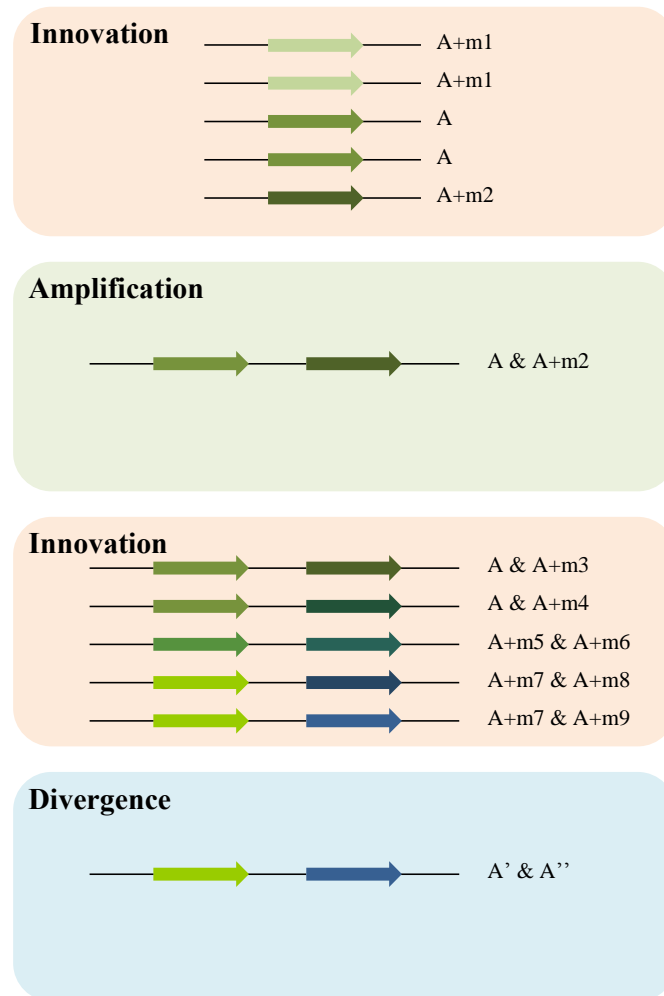 Innovation
A+m1
A+m1
A
A
A+m2
Amplification
A & A+m2
Innovation
A & A+m3
A & A+m4
A+m5 & A+m6
A+m7 & A+m8
A+m7 & A+m9
Divergence
A’ & A’’